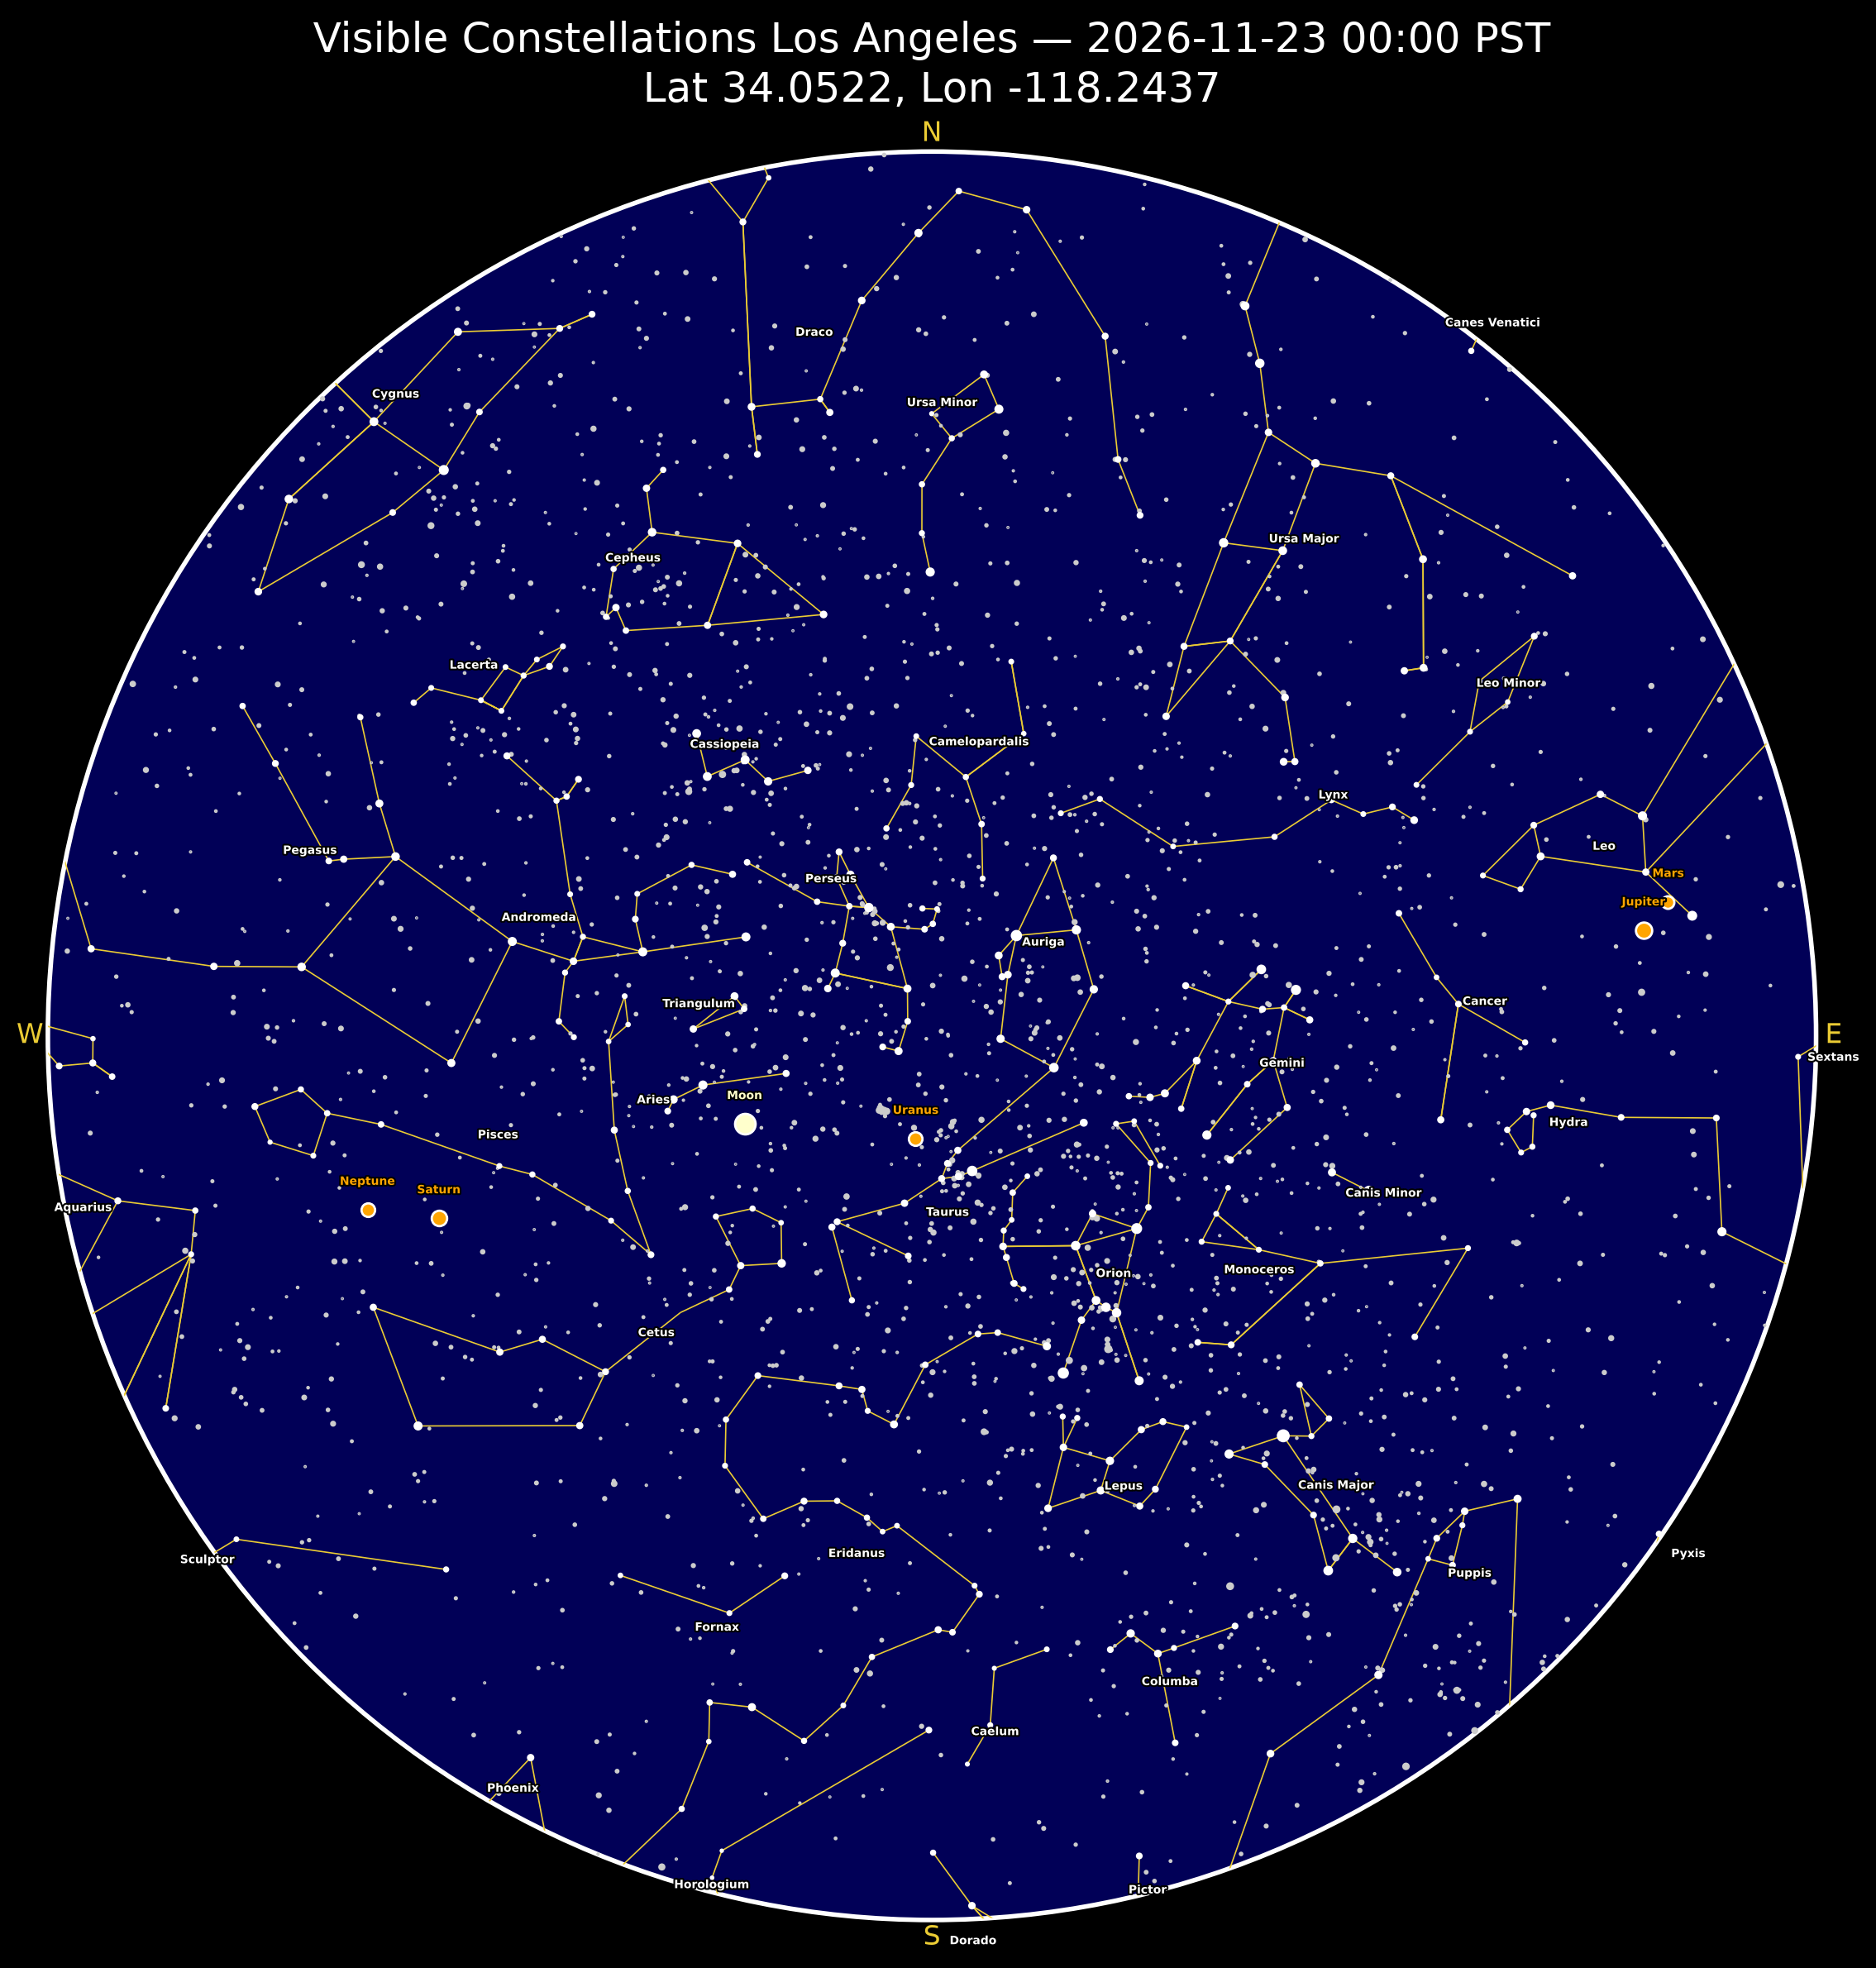 Visible Constellations Los Angeles — 2026-11-23 00:00 PST
Lat 34.0522, Lon -118.2437
N
Canes Venatici
Draco
Cygnus
Ursa Minor
Ursa Major
Cepheus
Lacerta
Leo Minor
Camelopardalis
Cassiopeia
Lynx
Leo
Pegasus
Mars
Perseus
Jupiter
Andromeda
Auriga
Cancer
Triangulum
W
E
Sextans
Gemini
Moon
Aries
Uranus
Hydra
Pisces
Neptune
Saturn
Canis Minor
Aquarius
Taurus
Monoceros
Orion
Cetus
Canis Major
Lepus
Eridanus
Pyxis
Sculptor
Puppis
Fornax
Columba
Caelum
Phoenix
Horologium
Pictor
S
Dorado